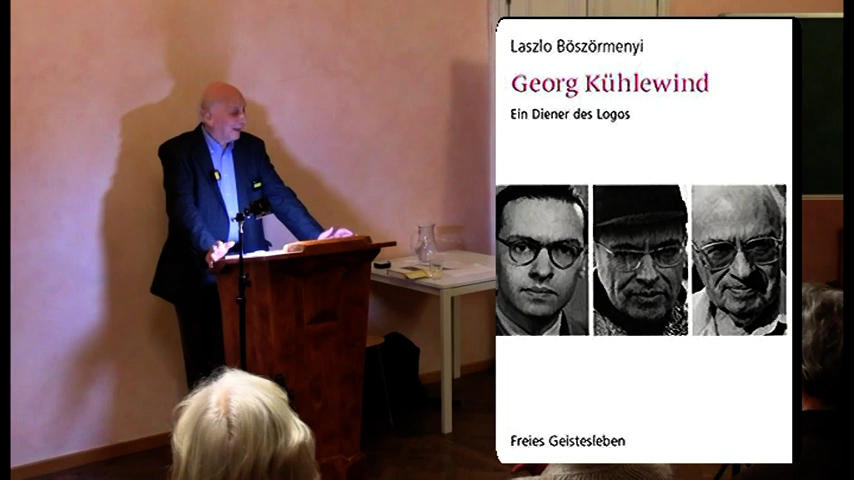 Laszlo Böszörmenyi
Georg Kühlewind
Ein Diener des Logos
Freies Geistesleben